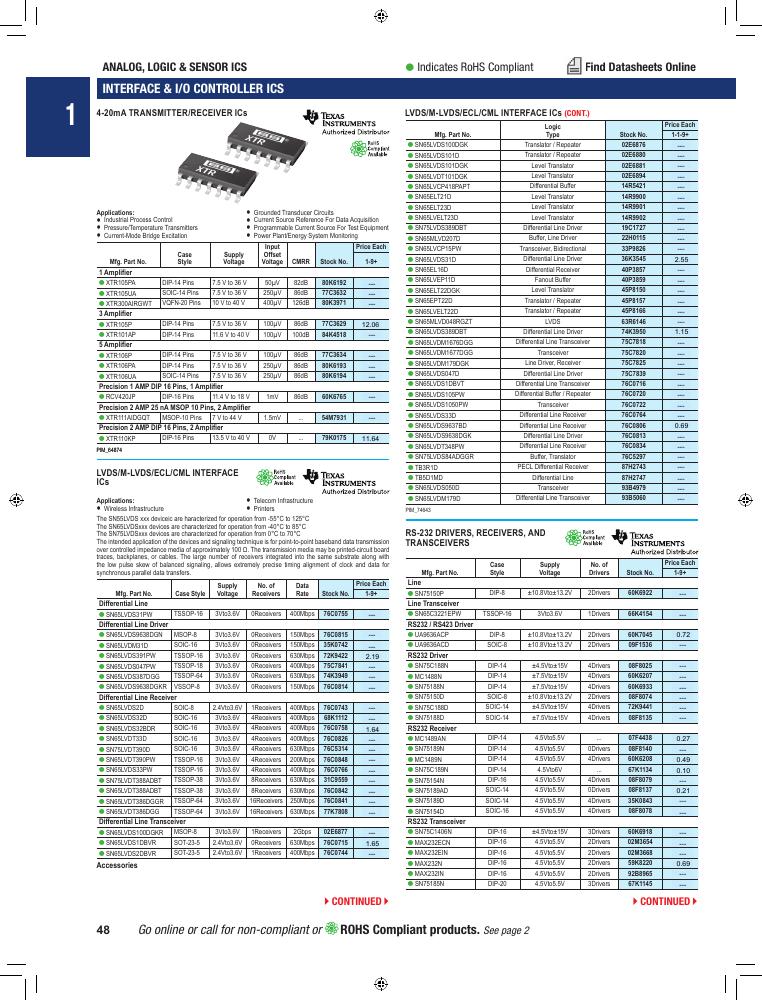 ANALOG, LOGIC & SENSOR ICS
Indicates RoHS Compliant
Find Datasheets Online
INTERFACE & I/O CONTROLLER ICS
1
4-20mA TRANSMITTER/RECEIVER ICs
TEXAS INSTRUMENTS
Authorized Distributor
RoHS Compliant Available
XTR
XTR
Applications:
• Industrial Process Control
• Pressure/Temperature Transmitters
• Current-Mode Bridge Excitation
• Grounded Transducer Circuits
• Current Source Reference For Data Acquisition
• Programmable Current Source For Test Equipment
• Power Plant/Energy System Monitoring
Mfg. Part No. Case Style Supply Voltage Input Offset Voltage CMRR Stock No. Price Each 1-9+
1 Amplifier
XTR105PA DIP-14 Pins 7.5 V to 36 V 50µV 82dB 80K6192 —
XTR105UA SOIC-14 Pins 7.5 V to 36 V 250µV 86dB 77C3632 —
XTR300AIRGWT VQFN-20 Pins 10 V to 40 V 400µV 126dB 80K3971 —
3 Amplifier
XTR105P DIP-14 Pins 7.5 V to 36 V 100µV 86dB 77C3629 12.06
XTR101AP DIP-14 Pins 11.6 V to 40 V 100µV 100dB 84K4518 —
5 Amplifier
XTR106P DIP-14 Pins 7.5 V to 36 V 100µV 86dB 77C3634 —
XTR106PA DIP-14 Pins 7.5 V to 36 V 250µV 86dB 80K6193 —
XTR106UA SOIC-14 Pins 7.5 V to 36 V 250µV 86dB 80K6194 —
Precision 1 AMP DIP 16 Pins, 1 Amplifier
RCV420JP DIP-16 Pins 11.4 V to 18 V 1mV 86dB 60K6765 —
Precision 2 AMP 25 nA MSOP 10 Pins, 2 Amplifier
XTR111AIDGQT MSOP-10 Pins 7 V to 44 V 1.5mV ... 54M7931 —
Precision 2 AMP DIP 16 Pins, 2 Amplifier
XTR110KP DIP-16 Pins 13.5 V to 40 V 0V ... 79K0175 11.64
PIM_64874
LVDS/M-LVDS/ECL/CML INTERFACE ICs
RoHS Compliant Available
TEXAS INSTRUMENTS
Authorized Distributor
Applications:
• Wireless Infrastructure
• Telecom Infrastructure
• Printers
The SN55LVDS xxx deviceic are haracterized for operation from -55°C to 125°C
The SN65LVDSxxx devices are haracterized for operation from -40°C to 85°C
The SN75LVDSxxx devices are haracterized for operation from 0°C to 70°C
The intended application of the devices and signaling technique is for point-to-point baseband data transmission
over controlled impedance media of approximately 100 Ω. The transmission media may be printed-circuit board
traces, backplanes, or cables. The large number of receivers integrated into the same substrate along with
the low pulse skew of balanced signaling, allows extremely precise timing alignment of clock and data for
synchronous parallel data transfers.
Mfg. Part No. Case Style Supply Voltage No. of Receivers Data Rate Stock No. Price Each 1-9+
Differential Line
SN65LVDS31PW TSSOP-16 3Vto3.6V 0Receivers 400Mbps 76C0755 —
Differential Line Driver
SN65LVDS9638DGN MSOP-8 3Vto3.6V 0Receivers 150Mbps 76C0815 —
SN65LVDM31D SOIC-16 3Vto3.6V 0Receivers 150Mbps 35K0742 —
SN65LVDS391PW TSSOP-16 3Vto3.6V 0Receivers 630Mbps 72K9422 2.19
SN65LVDS047PW TSSOP-18 3Vto3.6V 0Receivers 400Mbps 75C7841 —
SN65LVDS387DGG TSSOP-64 3Vto3.6V 0Receivers 630Mbps 74K3949 —
SN65LVDS9638DGKR VSSOP-8 3Vto3.6V 0Receivers 150Mbps 76C0814 —
Differential Line Receiver
SN65LVDS2D SOIC-8 2.4Vto3.6V 1Receivers 400Mbps 76C0743 —
SN65LVDS32D SOIC-16 3Vto3.6V 4Receivers 400Mbps 68K1112 —
SN65LVDS32BDR SOIC-16 3Vto3.6V 4Receivers 400Mbps 76C0758 1.64
SN65LVDT33D SOIC-16 3Vto3.6V 4Receivers 400Mbps 76C0826 —
SN75LVDT390D SOIC-16 3Vto3.6V 4Receivers 630Mbps 76C5314 —
SN65LVDT390PW TSSOP-16 3Vto3.6V 4Receivers 200Mbps 76C0848 —
SN65LVDS33PW TSSOP-16 3Vto3.6V 4Receivers 400Mbps 76C0766 —
SN75LVDT388ADBT TSSOP-38 3Vto3.6V 8Receivers 630Mbps 31C9559 —
SN65LVDT388ADBT TSSOP-38 3Vto3.6V 8Receivers 630Mbps 76C0842 —
SN65LVDT386DGGR TSSOP-64 3Vto3.6V 16Receivers 250Mbps 76C0841 —
SN65LVDT386DGG TSSOP-64 3Vto3.6V 16Receivers 630Mbps 77K7808 —
Differential Line Transceiver
SN65LVDS100DGKR MSOP-8 3Vto3.6V 1Receivers 2Gbps 02E6877 —
SN65LVDS1DBVR SOT-23-5 2.4Vto3.6V 0Receivers 630Mbps 76C0715 1.65
SN65LVDS2DBVR SOT-23-5 2.4Vto3.6V 1Receivers 400Mbps 76C0744 —
Accessories
CONTINUED
LVDS/M-LVDS/ECL/CML INTERFACE ICs (CONT.)
Mfg. Part No. Logic Type Stock No. Price Each 1-1-9+
SN65LVDS100DGK Translator / Repeater 02E6876 —
SN65LVDS101D Translator / Repeater 02E6880 —
SN65LVDS101DGK Level Translator 02E6881 —
SN65LVDT101DGK Level Translator 02E6894 —
SN65LVCP418PAPT Differential Buffer 14R5421 —
SN65ELT21D Level Translator 14R9900 —
SN65ELT23D Level Translator 14R9901 —
SN65LVELT23D Level Translator 14R9902 —
SN75LVDS389DBT Differential Line Driver 19C1727 —
SN65MLVD207D Buffer, Line Driver 22H0115 —
SN65LVCP15PW Transceiver, Bidirectional 33P9826 —
SN65LVDS31D Differential Line Driver 36K3545 2.55
SN65EL16D Differential Receiver 40P3857 —
SN65LVEP11D Fanout Buffer 40P3859 —
SN65ELT22DGK Level Translator 45P8150 —
SN65EPT22D Translator / Repeater 45P8157 —
SN65LVELT22D Translator / Repeater 45P8166 —
SN65MLVD048RGZT LVDS 63R6146 —
SN65LVDS389DBT Differential Line Driver 74K3950 1.15
SN65LVDM1676DGG Differential Line Transceiver 75C7818 —
SN65LVDM1677DGG Transceiver 75C7820 —
SN65LVDM179DGK Line Driver, Receiver 75C7825 —
SN65LVDS047D Differential Line Driver 75C7839 —
SN65LVDS1DBVT Differential Line Driver 76C0716 —
SN65LVDS105PW Differential Buffer / Repeater 76C0720 —
SN65LVDS1050PW Transceiver 76C0722 —
SN65LVDS33D Differential Line Receiver 76C0764 —
SN65LVDS9637BD Differential Line Receiver 76C0806 0.69
SN65LVDS9638DGK Differential Line Driver 76C0813 —
SN65LVDT348PW Differential Line Receiver 76C0834 —
SN75LVDS84ADGGR Buffer, Translator 76C5297 —
TB3R1D PECL Differential Receiver 87H2743 —
TB5D1MD Differential Line Driver 87H2747 —
SN65LVDS050D Transceiver 93B4979 —
SN65LVDM179D Differential Line Transceiver 93B5060 —
PIM_74643
RS-232 DRIVERS, RECEIVERS, AND TRANSCEIVERS
RoHS Compliant Available
TEXAS INSTRUMENTS
Authorized Distributor
Mfg. Part No. Case Style Supply Voltage No. of Drivers Stock No. Price Each 1-9+
Line
SN75150P DIP-8 ±10.8Vto±13.2V 2Drivers 60K6922 —
Line Transceiver
SN65C3221EPW TSSOP-16 3Vto3.6V 1Drivers 66K4154 —
RS232 / RS423 Driver
UA9636ACP DIP-8 ±10.8Vto±13.2V 2Drivers 60K7045 0.72
UA9636ACD SOIC-8 ±10.8Vto±13.2V 2Drivers 09F1536 —
RS232 Driver
SN75C188N DIP-14 ±4.5Vto±15V 4Drivers 08F8025 —
MC1488N DIP-14 ±7.5Vto±15V 4Drivers 60K6207 —
SN75188N DIP-14 ±7.5Vto±15V 4Drivers 60K6933 —
SN75150D SOIC-8 ±10.8Vto±13.2V 2Drivers 08F8074 —
SN75C188D SOIC-14 ±4.5Vto±15V 4Drivers 72K9441 —
SN75188D SOIC-14 ±7.5Vto±15V 4Drivers 08F8135 —
RS232 Receiver
MC1489AN DIP-14 4.5Vto5.5V ... 07F4438 0.27
SN75189N DIP-14 4.5Vto5.5V 0Drivers 08F8140 —
MC1489N DIP-14 4.5Vto5.5V 2Drivers 60K6208 0.49
SN75C189N DIP-14 4.5Vto6V ... 67K1134 0.10
SN75154N DIP-16 4.5Vto5.5V 4Drivers 08F8079 —
SN75189AD SOIC-14 4.5Vto5.5V 0Drivers 08F8137 0.21
SN75189D SOIC-14 4.5Vto5.5V 4Drivers 35K0843 —
SN75154D SOIC-16 4.5Vto5.5V 4Drivers 08F8078 —
RS232 Transceiver
SN75C1406N DIP-16 ±4.5Vto±15V 3Drivers 60K6918 —
MAX232ECN DIP-16 4.5Vto5.5V 2Drivers 02M3654 —
MAX232EIN DIP-16 4.5Vto5.5V 2Drivers 02M3668 —
MAX232N DIP-16 4.5Vto5.5V 2Drivers 59K8220 0.69
MAX232IN DIP-16 4.5Vto5.5V 2Drivers 92B8965 —
SN75185N DIP-20 4.5Vto5.5V 3Drivers 67K1145 —
CONTINUED
48 Go online or call for non-compliant or ROHS Compliant products. See page 2